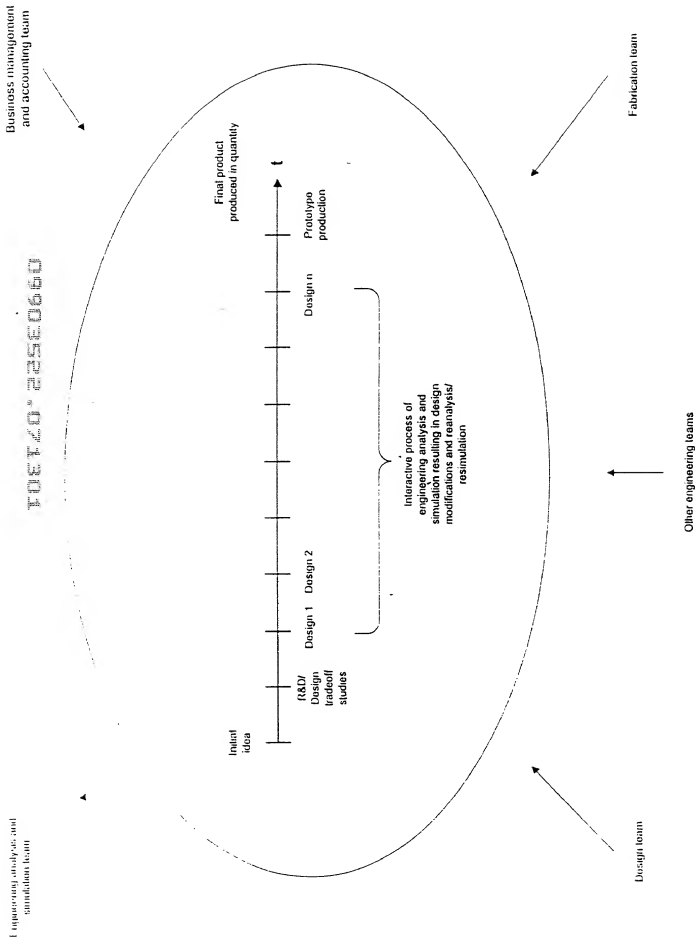 Business management
and accounting team
Engineering analysis and
simulation team
Final product
produced in quantity
t
Initial
idea
R&D/
Design
tradeoff
studies
Design 1
Design 2
Design n
Prototype
production
Interactive process of
engineering analysis and
simulation resulting in design
modifications and reanalysis/
resimulation
Design team
Other engineering teams
Fabrication team